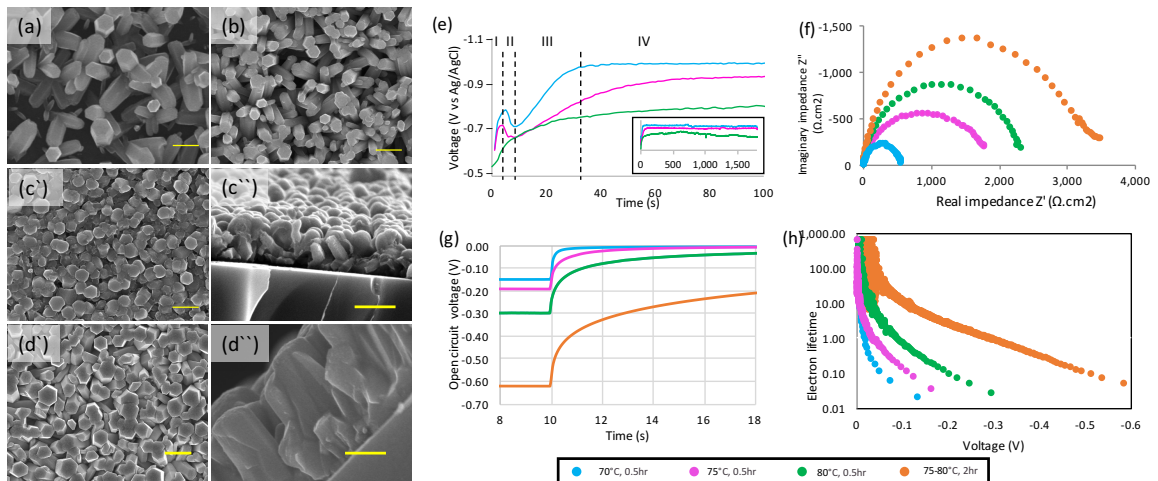 (a)
(b)
(c`)
(c``)
(d`)
(d``)
(e)
I II III IV
-1.1
-0.9
-0.7
-0.5
Voltage (V vs Ag/AgCl)
0 500 1,000 1,500
0 20 40 60 80 100
Time (s)
(f)
-1,500
-1,000
-500
0
Imaginary impedance Z"
(Ω.cm2)
0 1,000 2,000 3,000 4,000
Real impedance Z' (Ω.cm2)
(g)
0.00
-0.10
-0.20
-0.30
-0.40
-0.50
-0.60
-0.70
Open circuit voltage (V)
8 10 12 14 16 18
Time (s)
(h)
1,000.00
100.00
10.00
1.00
0.10
0.01
Electron lifetime
0 -0.1 -0.2 -0.3 -0.4 -0.5 -0.6
Voltage (V)
70°C, 0.5hr 75°C, 0.5hr 80°C, 0.5hr 75-80°C, 2hr